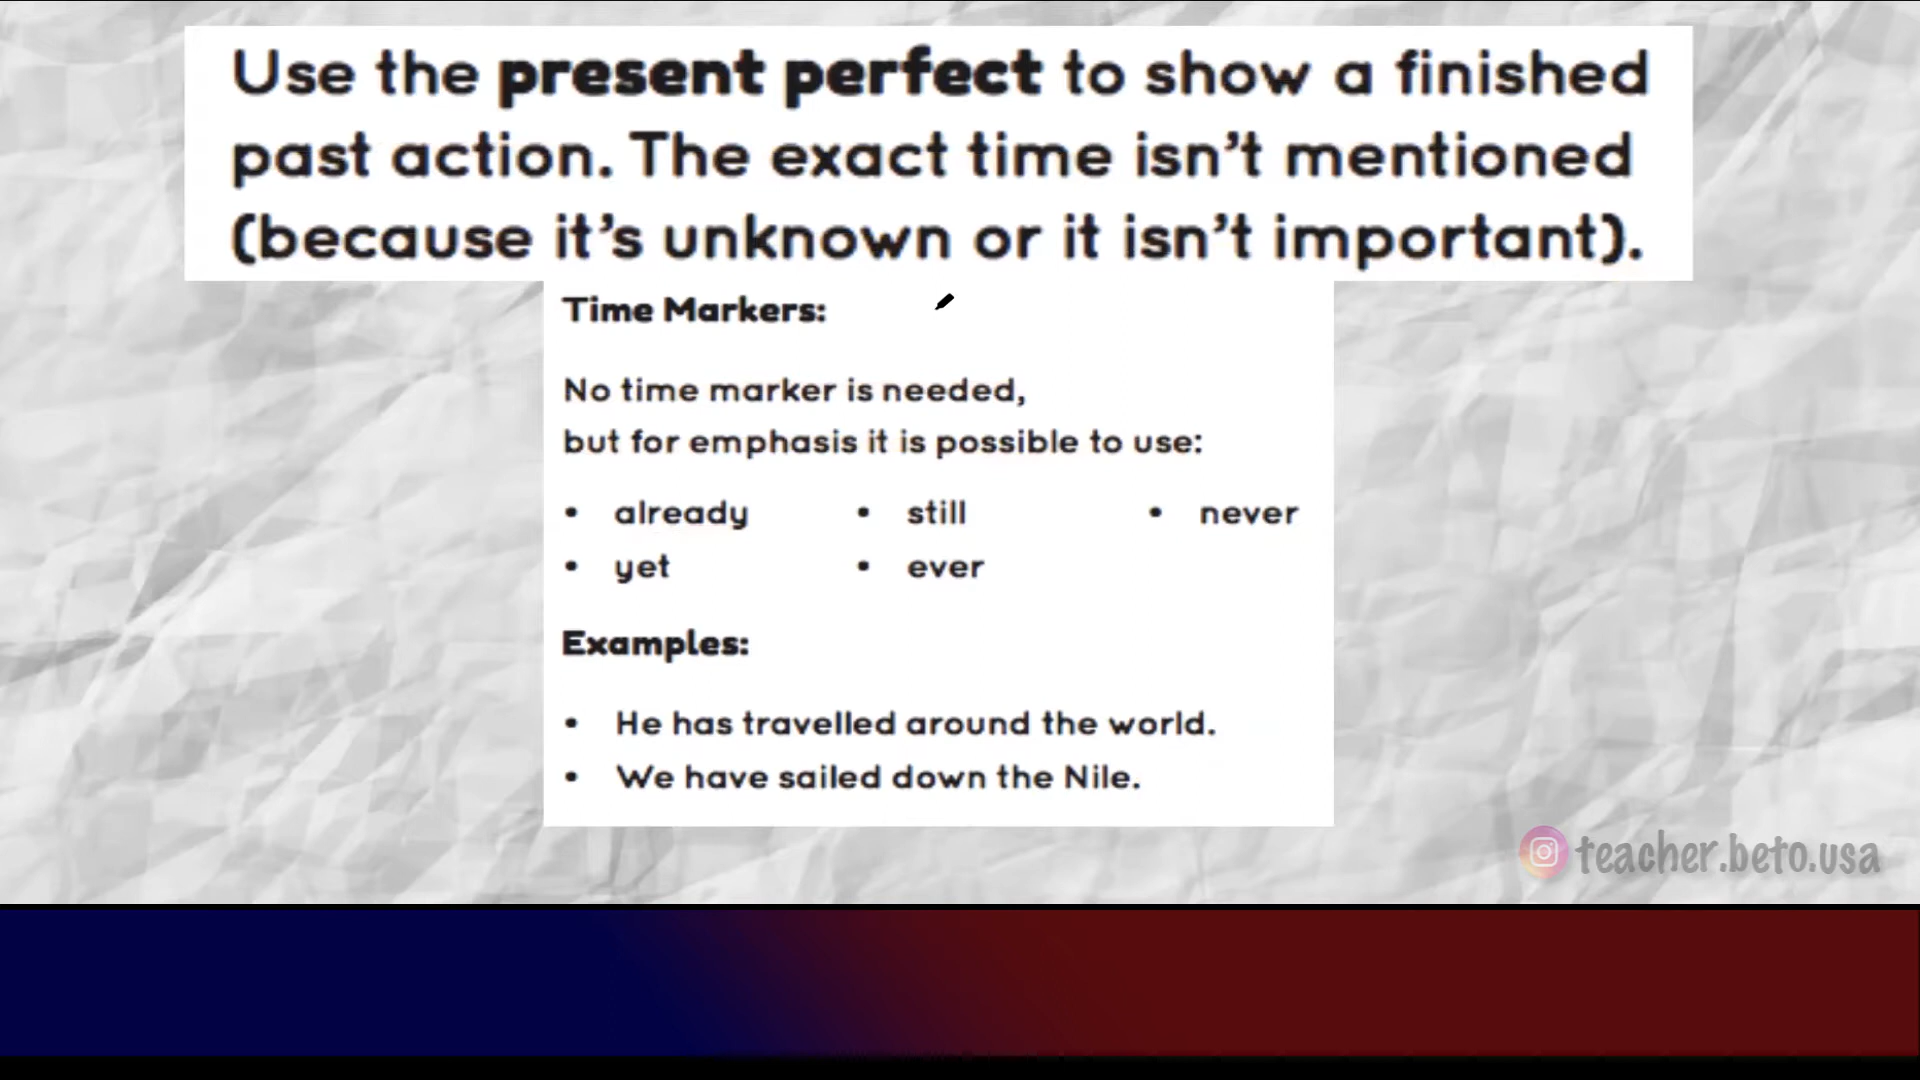 Use the present perfect to show a finished
past action. The exact time isn't mentioned
(because it's unknown or it isn't important).
Time Markers:
No time marker is needed,
but for emphasis it is possible to use:
• already • still • never
• yet • ever
Examples:
• He has travelled around the world.
• We have sailed down the Nile.
teacher.beto.usa